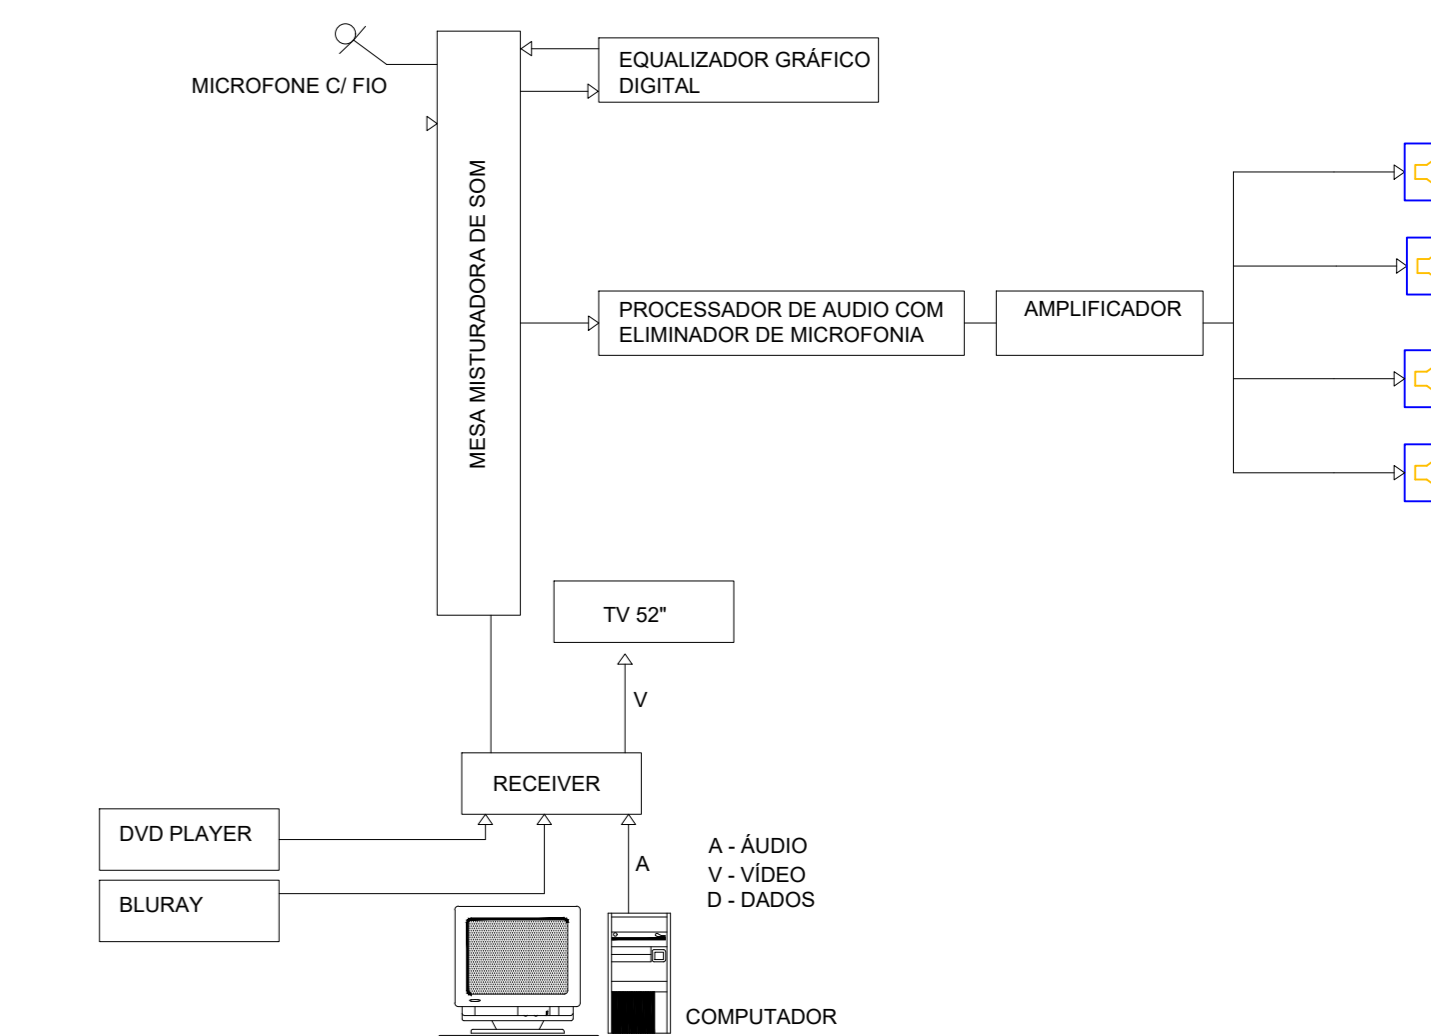 MICROFONE C/ FIO
EQUALIZADOR GRÁFICO
DIGITAL
MESA MISTURADORA DE SOM
PROCESSADOR DE AUDIO COM
ELIMINADOR DE MICROFONIA
AMPLIFICADOR
TV 52"
V
RECEIVER
DVD PLAYER
BLURAY
A
A - ÁUDIO
V - VÍDEO
D - DADOS
COMPUTADOR